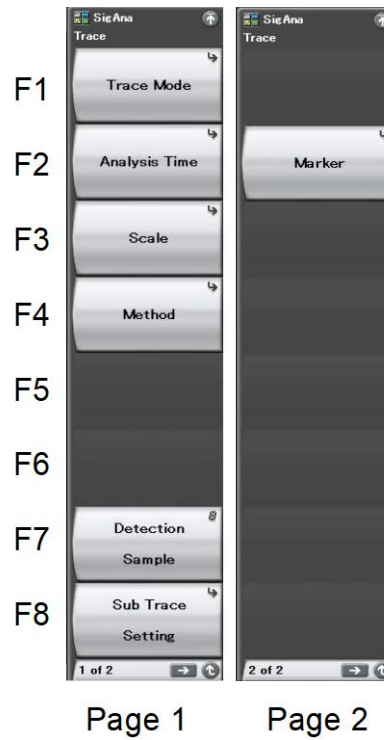 SigAna
Trace
F1
Trace Mode
F2
Analysis Time
F3
Scale
F4
Method
F5
F6
F7
Detection
8
Sample
F8
Sub Trace
Setting
1 of 2
Page 1
SigAna
Trace
Marker
2 of 2
Page 2